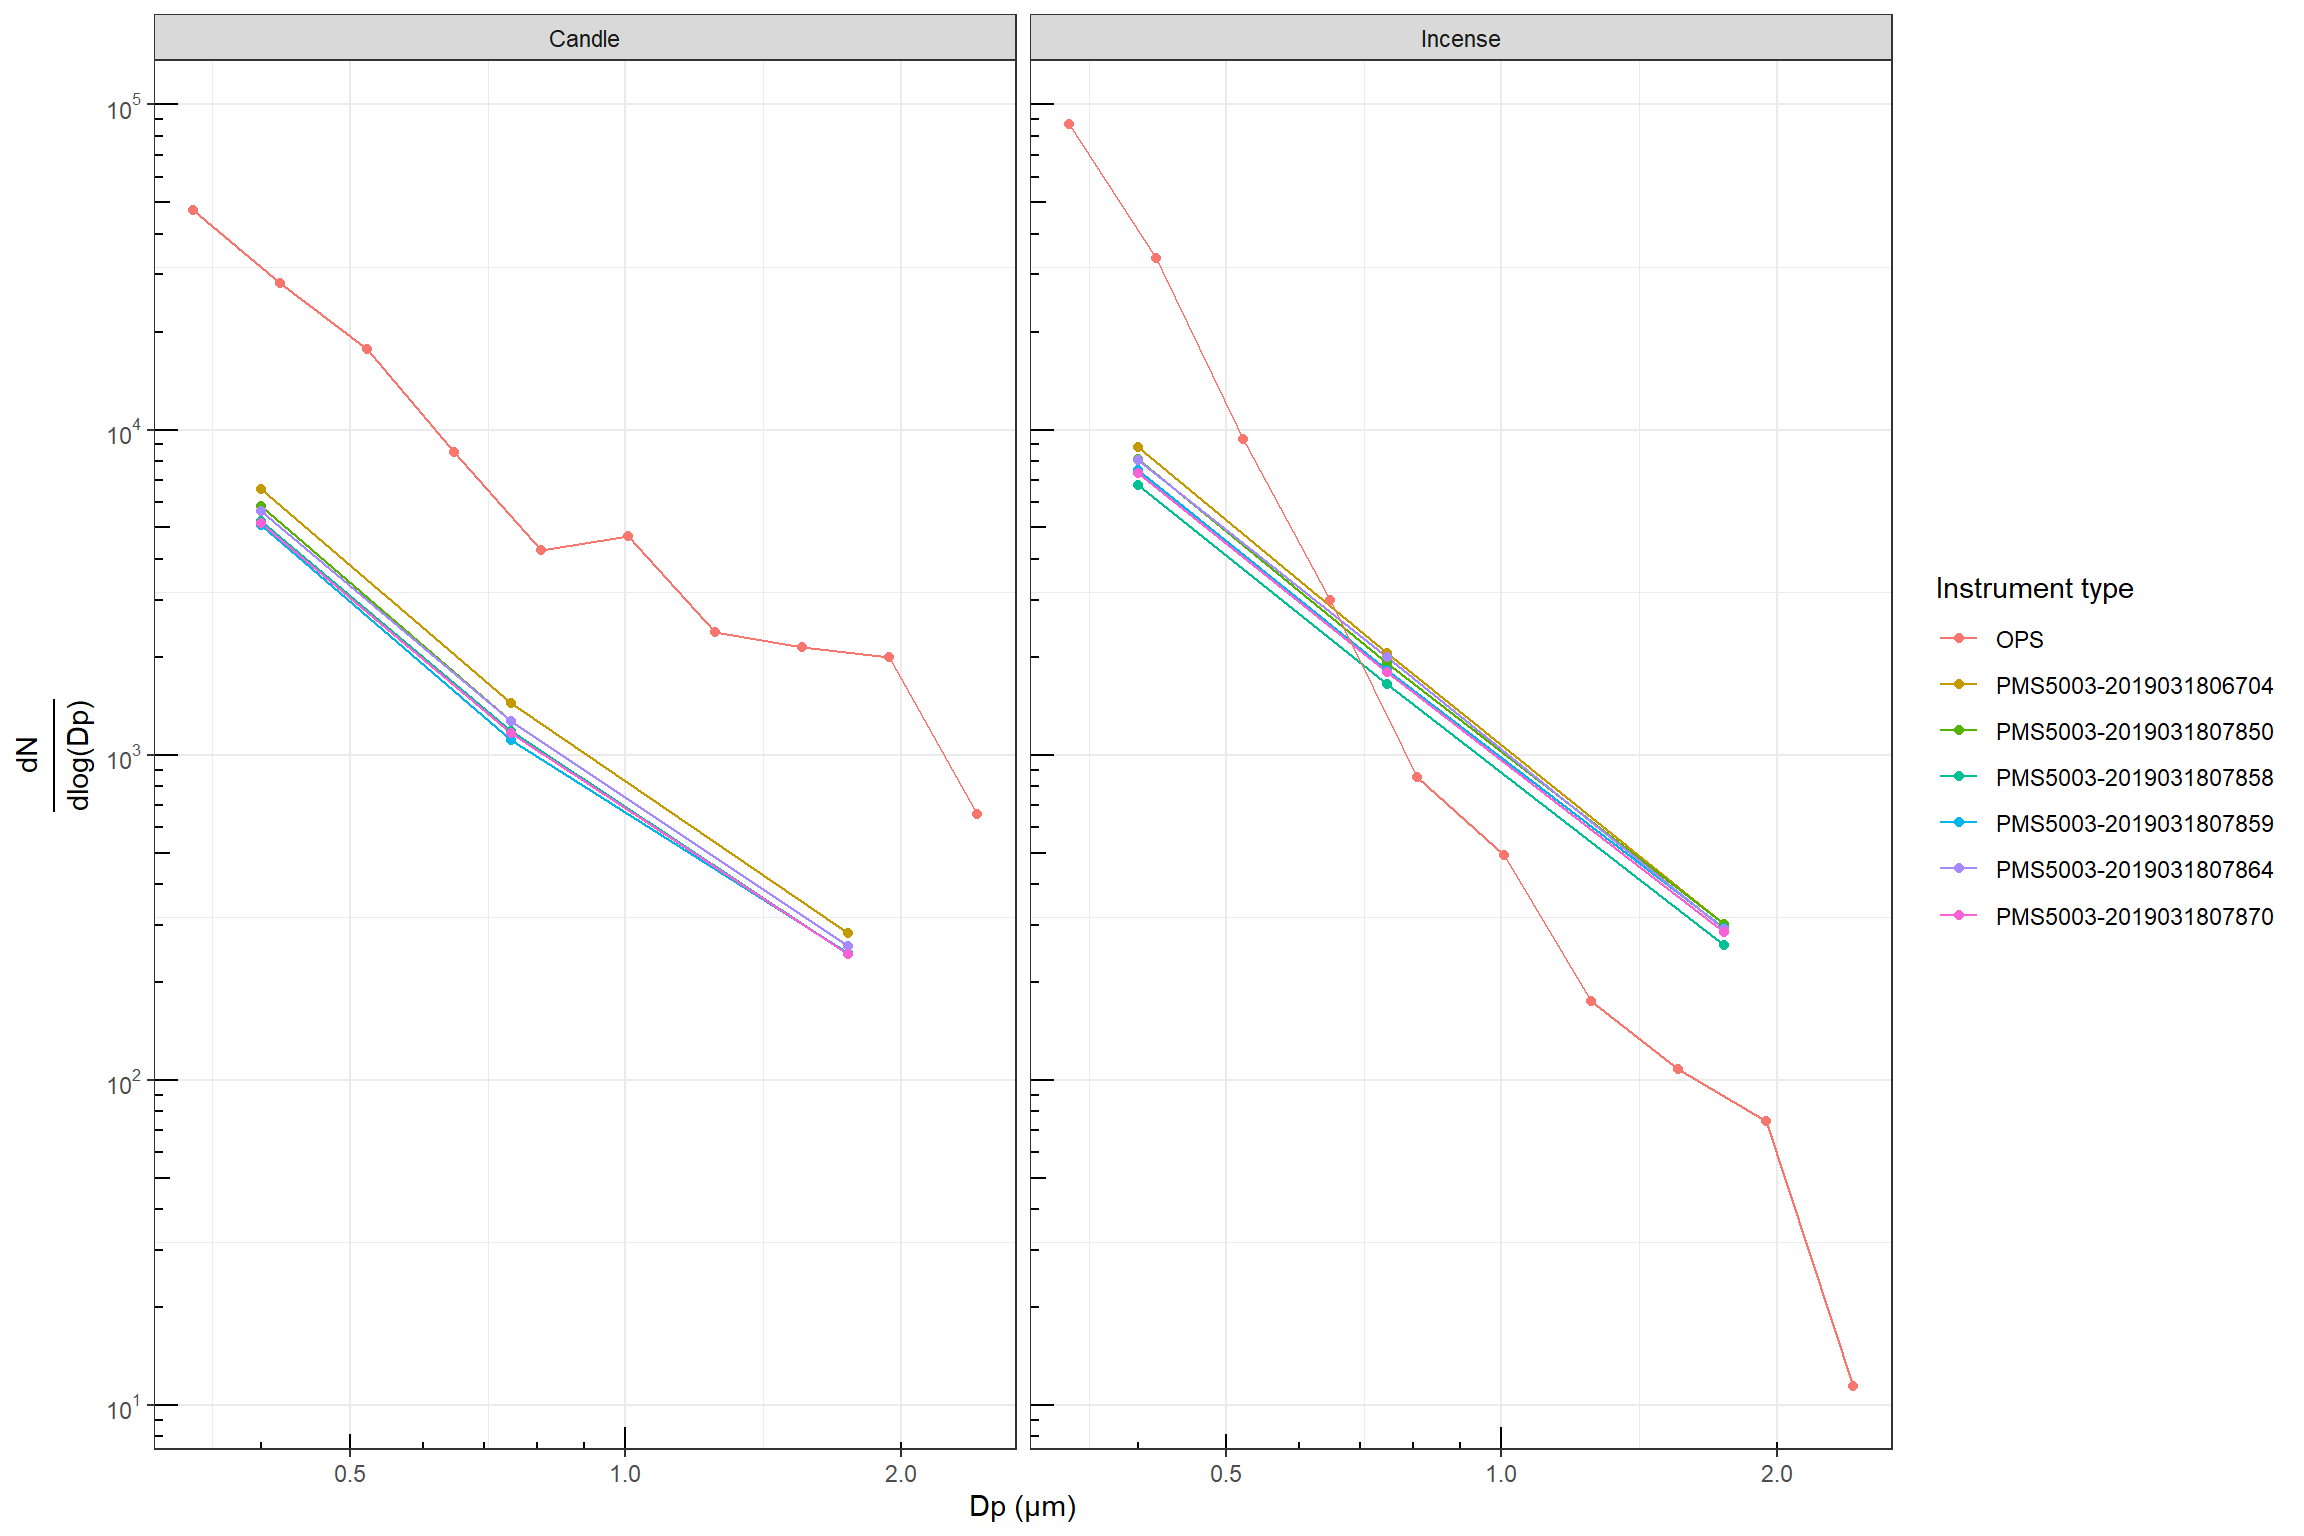 Candle
Incense
10^5
10^4
10^3
10^2
10^1
dN
dlog(Dp)
0.5
1.0
2.0
0.5
1.0
2.0
Dp (µm)
Instrument type
OPS
PMS5003-2019031806704
PMS5003-2019031807850
PMS5003-2019031807858
PMS5003-2019031807859
PMS5003-2019031807864
PMS5003-2019031807870